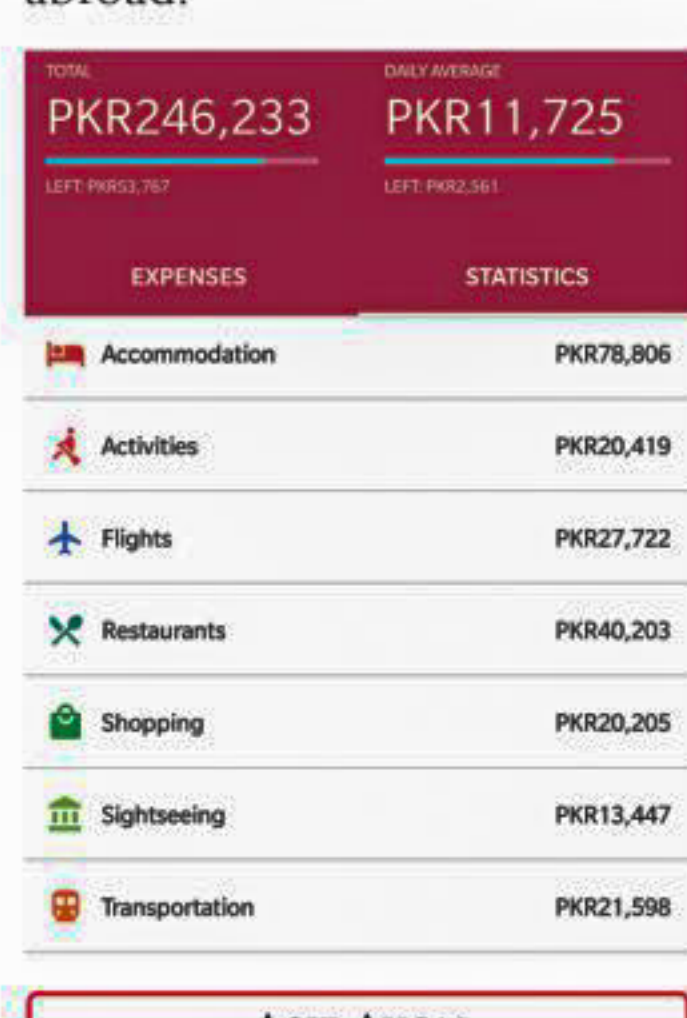 abroad.
TOTAL
DAILY AVERAGE
PKR246,233
PKR11,725
LEFT: PKR53,767
LEFT: PKR2,561
EXPENSES
STATISTICS
Accommodation PKR78,806
Activities PKR20,419
Flights PKR27,722
Restaurants PKR40,203
Shopping PKR20,205
Sightseeing PKR13,447
Transportation PKR21,598